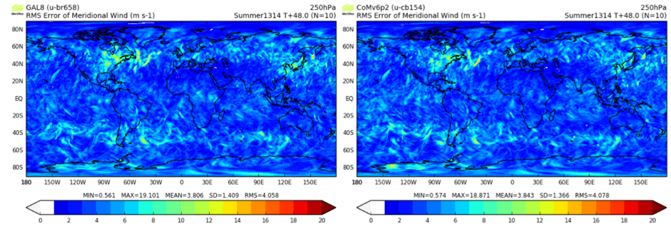 GAL8 (u-br658)
250hPa
RMS Error of Meridional Wind (m s-1)
Summer1314 T+48.0 (N=10)
80N
60N
40N
20N
EQ
20S
40S
60S
80S
180 150W 120W 90W 60W 30W 0 30E 60E 90E 120E 150E
MIN=0.561 MAX=19.101 MEAN=3.806 SD=1.409 RMS=4.058
0 2 4 6 8 10 12 14 16 18 20
CoMv6p2 (u-cb154)
250hPa
RMS Error of Meridional Wind (m s-1)
Summer1314 T+48.0 (N=10)
80N
60N
40N
20N
EQ
20S
40S
60S
80S
180 150W 120W 90W 60W 30W 0 30E 60E 90E 120E 150E
MIN=0.574 MAX=18.871 MEAN=3.843 SD=1.366 RMS=4.078
0 2 4 6 8 10 12 14 16 18 20